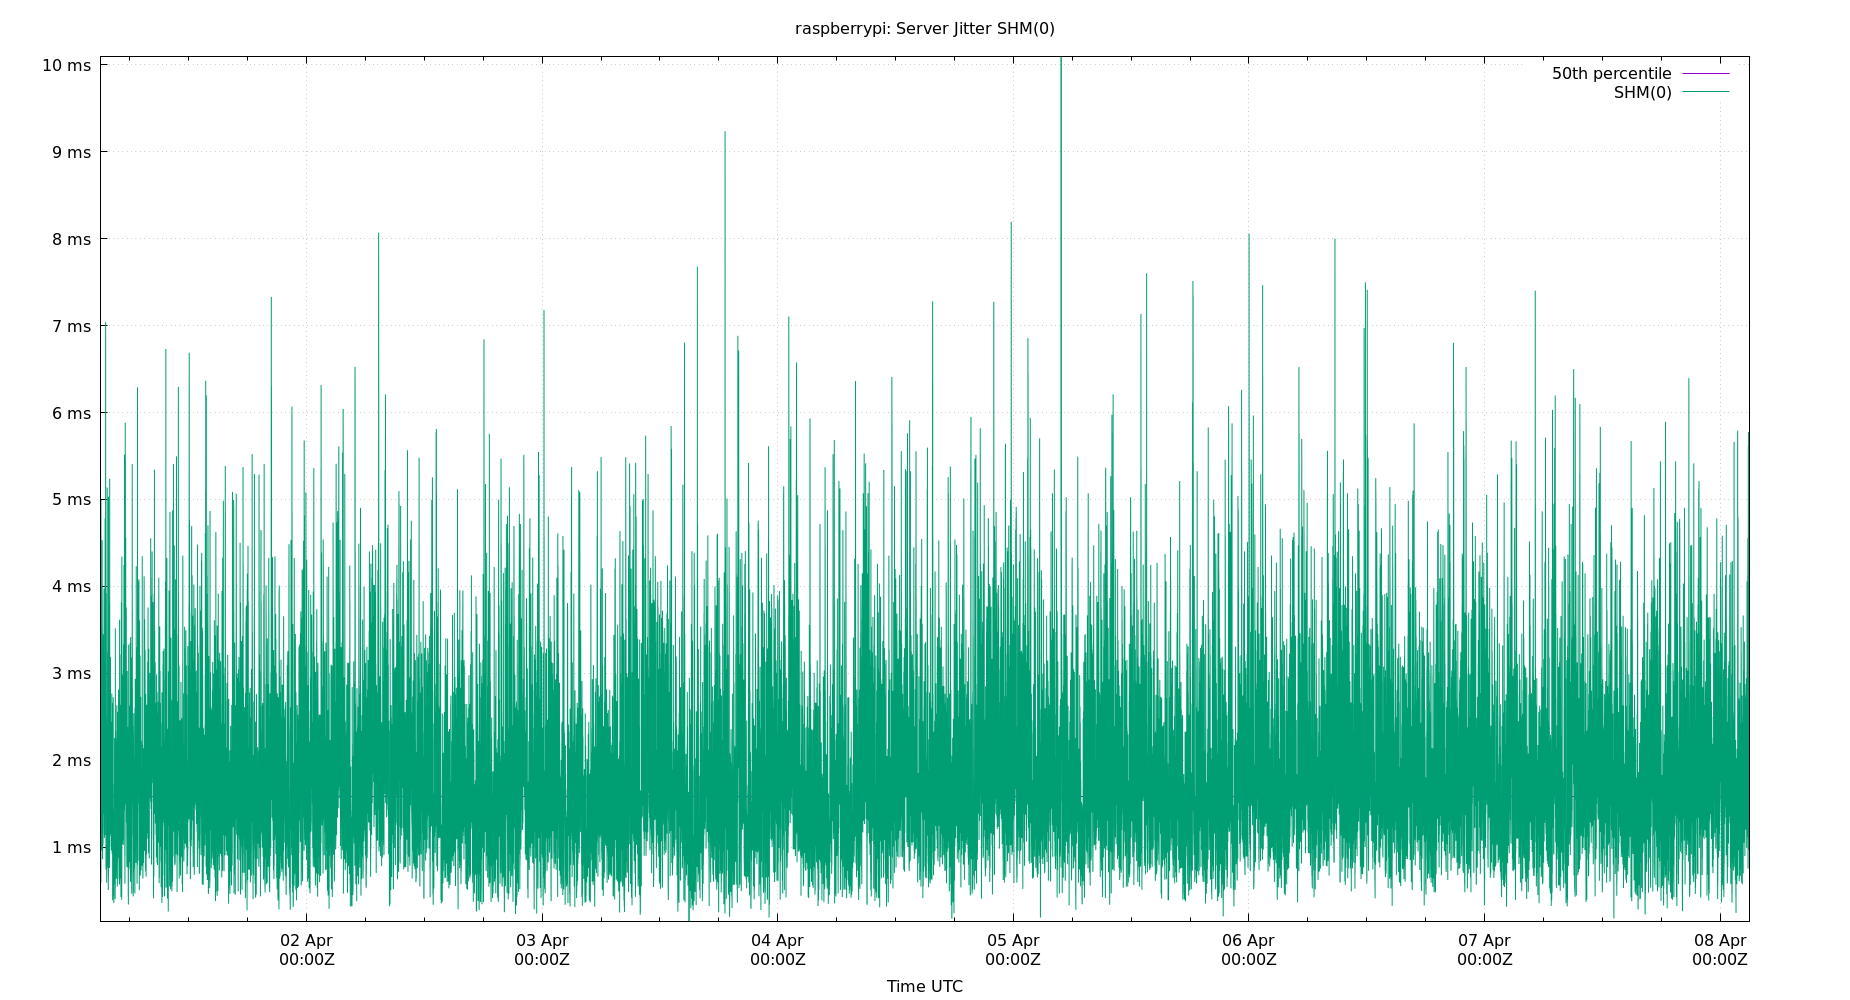 raspberrypi: Server Jitter SHM(0)
50th percentile
SHM(0)
10 ms
9 ms
8 ms
7 ms
6 ms
5 ms
4 ms
3 ms
2 ms
1 ms
02 Apr 03 Apr 04 Apr 05 Apr 06 Apr 07 Apr 08 Apr
00:00Z 00:00Z 00:00Z 00:00Z 00:00Z 00:00Z 00:00Z
Time UTC